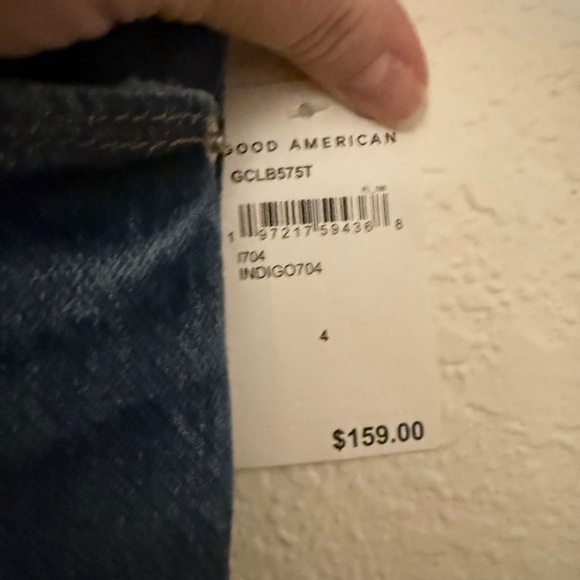 GOOD AMERICAN
GCLB575T
1 97217 59436 8
I704
INDIGO704
4
$159.00